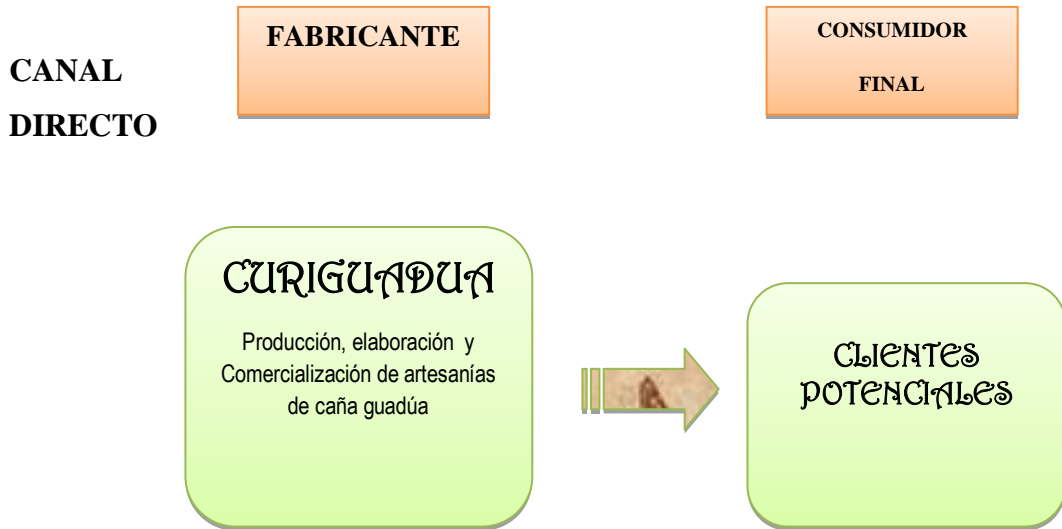 CANAL
DIRECTO
FABRICANTE
CONSUMIDOR
FINAL
CURIGUADUA
Producción, elaboración y
Comercialización de artesanías
de caña guadúa
CLIENTES
POTENCIALES